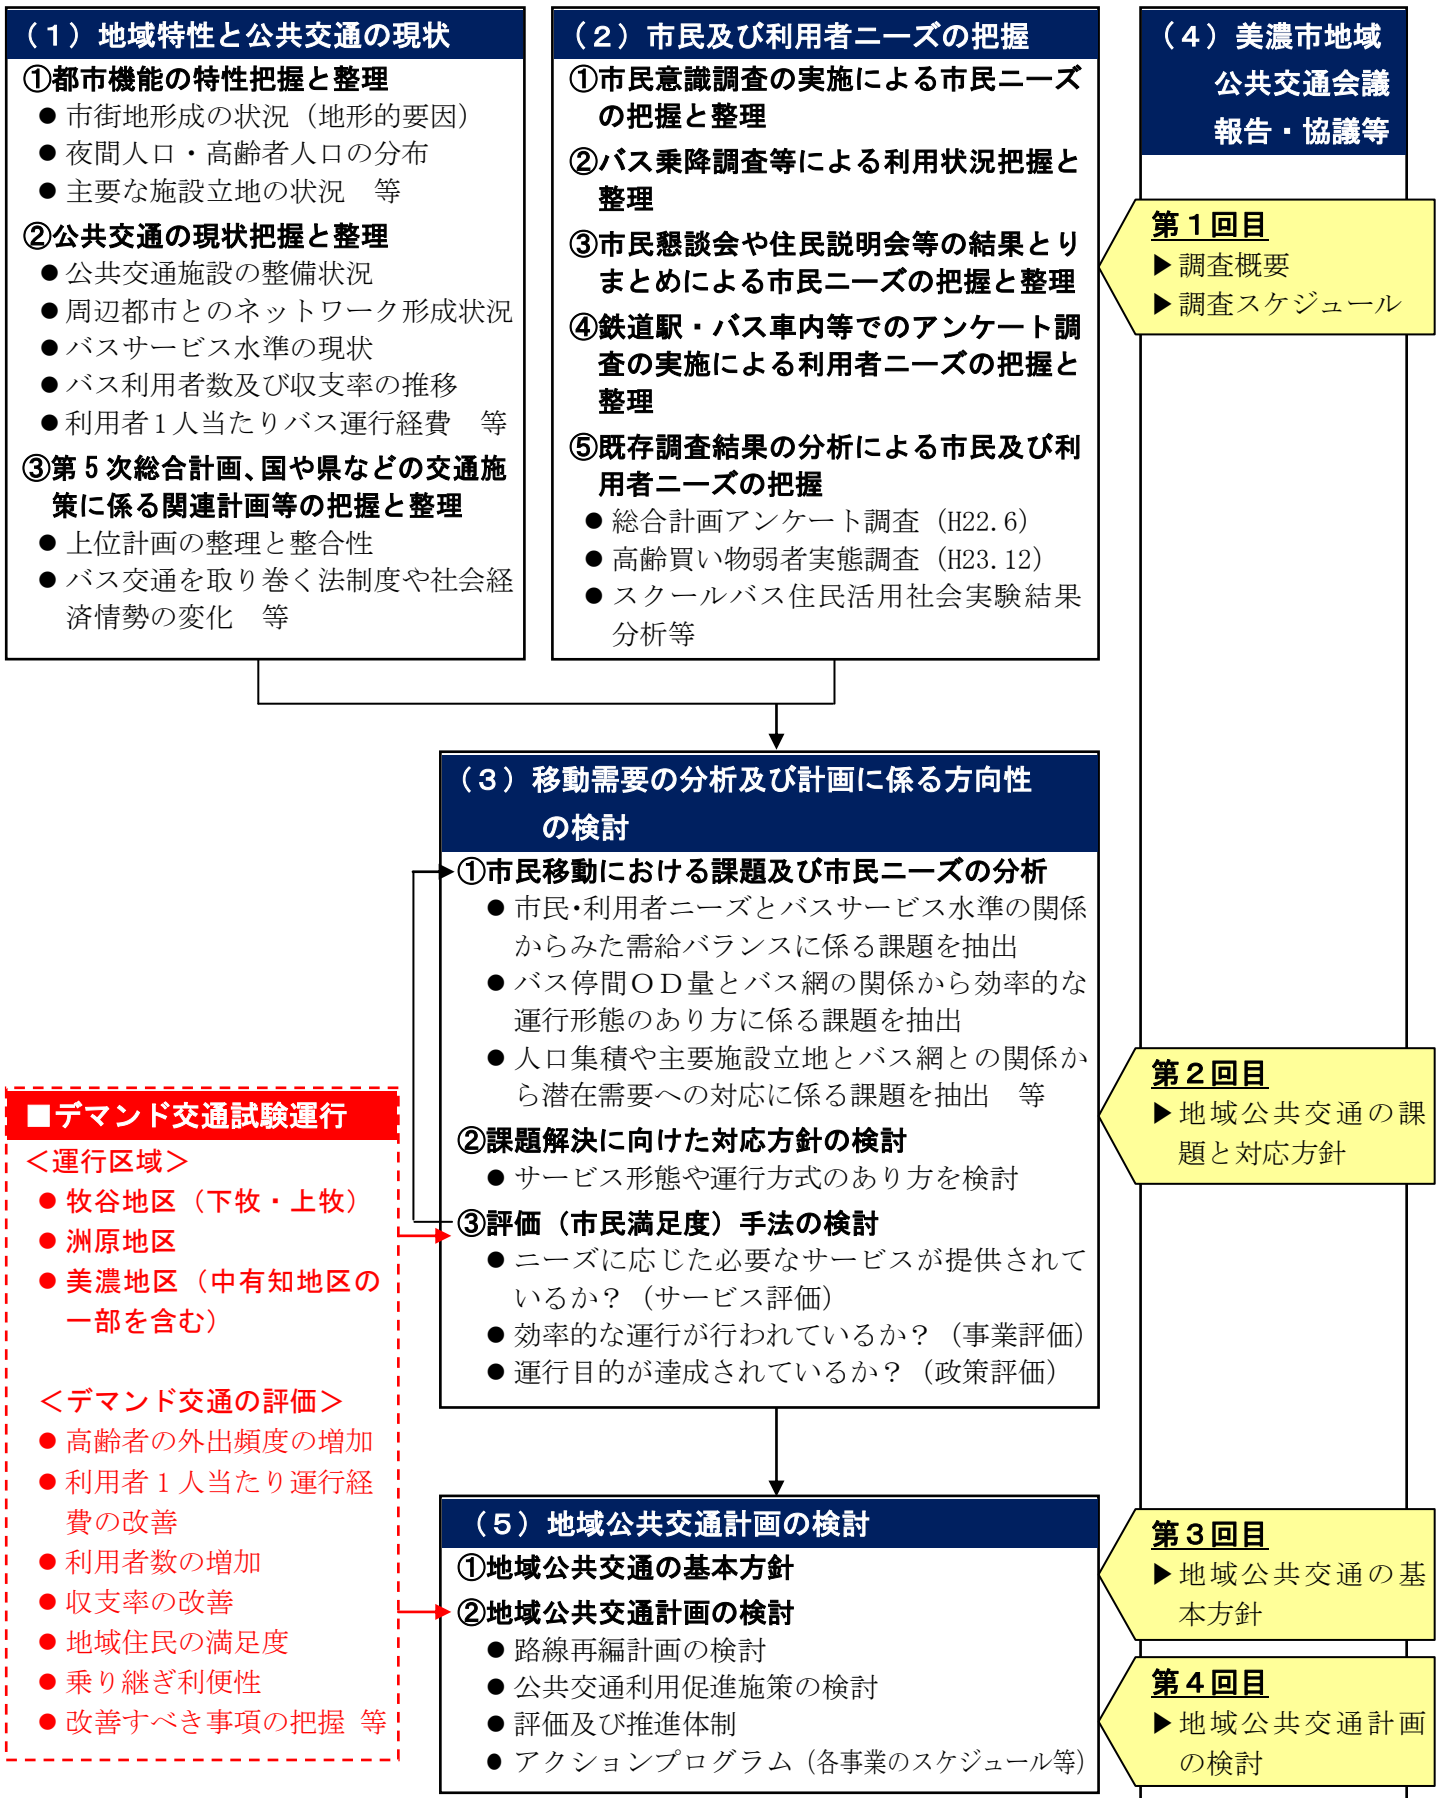 （１）地域特性と公共交通の現状
①都市機能の特性把握と整理
●市街地形成の状況（地形的要因）
●夜間人口・高齢者人口の分布
●主要な施設立地の状況　等
②公共交通の現状把握と整理
●公共交通施設の整備状況
●周辺都市とのネットワーク形成状況
●バスサービス水準の現状
●バス利用者数及び収支率の推移
●利用者1人当たりバス運行経費　等
③第５次総合計画、国や県などの交通施
策に係る関連計画等の把握と整理
●上位計画の整理と整合性
●バス交通を取り巻く法制度や社会経
済情勢の変化　等
（２）市民及び利用者ニーズの把握
①市民意識調査の実施による市民ニーズ
の把握と整理
②バス乗降調査等による利用状況把握と
整理
③市民懇談会や住民説明会等の結果とり
まとめによる市民ニーズの把握と整理
④鉄道駅・バス車内等でのアンケート調
査の実施による利用者ニーズの把握と
整理
⑤既存調査結果の分析による市民及び利
用者ニーズの把握
●総合計画アンケート調査（H22.6）
●高齢買い物弱者実態調査（H23.12）
●スクールバス住民活用社会実験結果
分析等
（４）美濃市地域
公共交通会議
報告・協議等
第１回目
▶調査概要
▶調査スケジュール
（３）移動需要の分析及び計画に係る方向性
の検討
①市民移動における課題及び市民ニーズの分析
●市民・利用者ニーズとバスサービス水準の関係
からみた需給バランスに係る課題を抽出
●バス停間ＯＤ量とバス網の関係から効率的な
運行形態のあり方に係る課題を抽出
●人口集積や主要施設立地とバス網との関係か
ら潜在需要への対応に係る課題を抽出　等
②課題解決に向けた対応方針の検討
●サービス形態や運行方式のあり方を検討
③評価（市民満足度）手法の検討
●ニーズに応じた必要なサービスが提供されて
いるか？（サービス評価）
●効率的な運行が行われているか？（事業評価）
●運行目的が達成されているか？（政策評価）
第２回目
▶地域公共交通の課
題と対応方針
■デマンド交通試験運行
＜運行区域＞
●牧谷地区（下牧・上牧）
●洲原地区
●美濃地区（中有知地区の
一部を含む）
＜デマンド交通の評価＞
●高齢者の外出頻度の増加
●利用者１人当たり運行経
費の改善
●利用者数の増加
●収支率の改善
●地域住民の満足度
●乗り継ぎ利便性
●改善すべき事項の把握 等
（５）地域公共交通計画の検討
①地域公共交通の基本方針
②地域公共交通計画の検討
●路線再編計画の検討
●公共交通利用促進施策の検討
●評価及び推進体制
●アクションプログラム（各事業のスケジュール等）
第３回目
▶地域公共交通の基
本方針
第４回目
▶地域公共交通計画
の検討